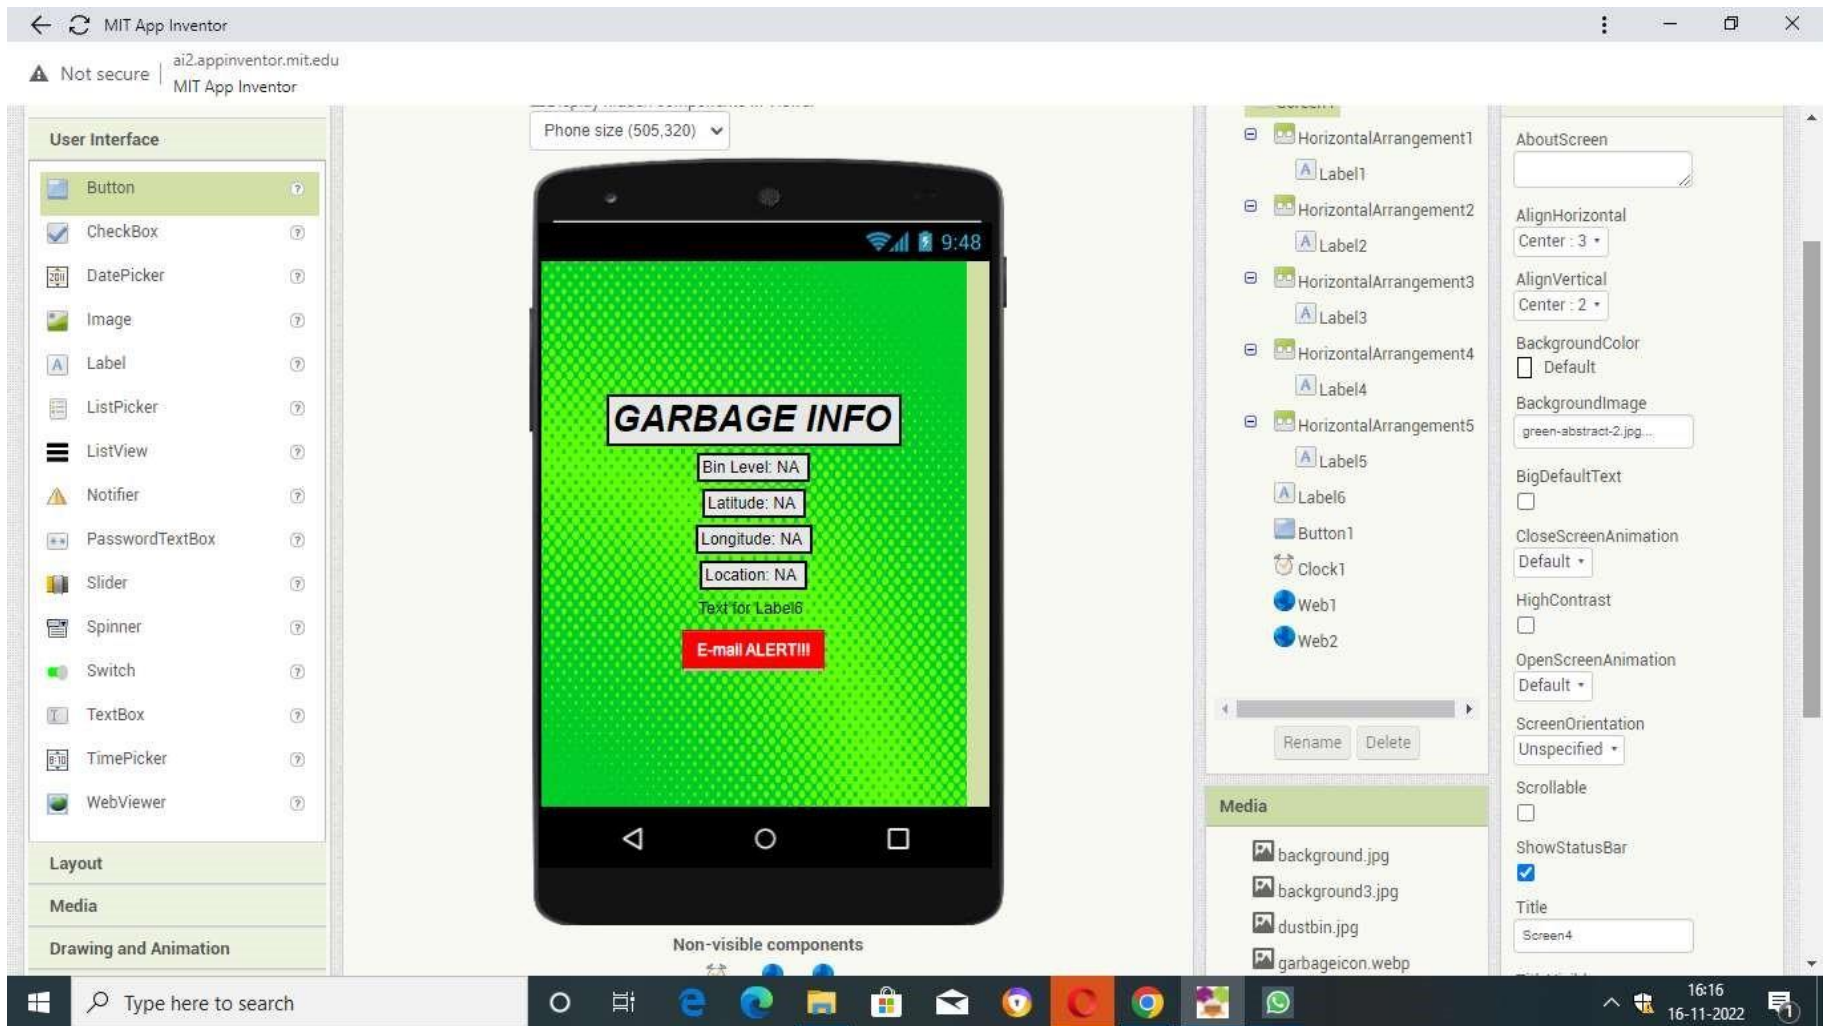 MIT App Inventor
Not secure
ai2.appinventor.mit.edu
MIT App Inventor
User Interface
Button
CheckBox
DatePicker
Image
Label
ListPicker
ListView
Notifier
PasswordTextBox
Slider
Spinner
Switch
TextBox
TimePicker
WebViewer
Layout
Media
Drawing and Animation
Phone size (505,320)
9:48
GARBAGE INFO
Bin Level: NA
Latitude: NA
Longitude: NA
Location: NA
Text for Label6
E-mail ALERT!!!
Non-visible components
HorizontalArrangement1
Label1
HorizontalArrangement2
Label2
HorizontalArrangement3
Label3
HorizontalArrangement4
Label4
HorizontalArrangement5
Label5
Label6
Button1
Clock1
Web1
Web2
Rename
Delete
Media
background.jpg
background3.jpg
dustbin.jpg
garbageicon.webp
AboutScreen
AlignHorizontal
Center : 3
AlignVertical
Center : 2
BackgroundColor
Default
BackgroundImage
green-abstract-2.jpg...
BigDefaultText
CloseScreenAnimation
Default
HighContrast
OpenScreenAnimation
Default
ScreenOrientation
Unspecified
Scrollable
ShowStatusBar
Title
Screen4
Type here to search
16:16
16-11-2022
1